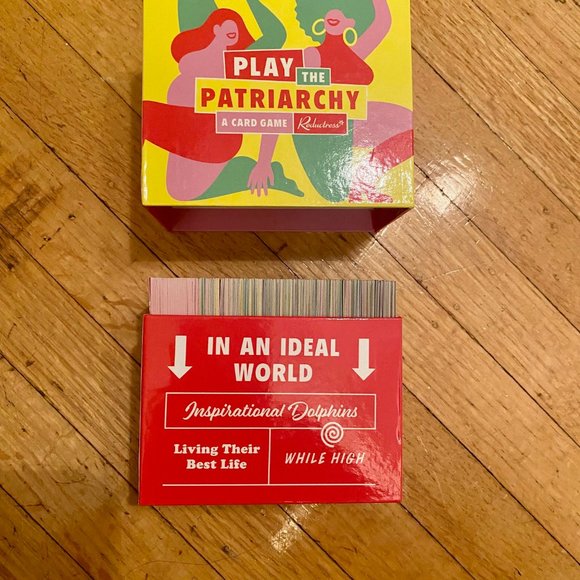 PLAY
THE
PATRIARCHY
A CARD GAME
Reductress
IN AN IDEAL
WORLD
Inspirational Dolphins
Living Their
Best Life
WHILE HIGH